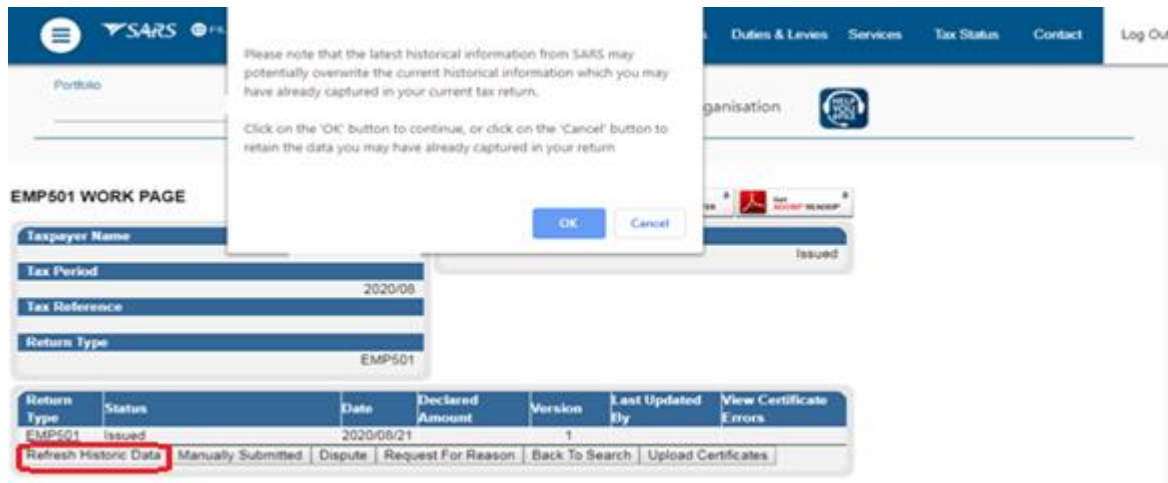 SARS
Duties & Levies Services Tax Status Contact Log Out
Please note that the latest historical information from SARS may
potentially overwrite the current historical information which you may
have already captured in your current tax return.
Click on the 'OK' button to continue, or click on the 'Cancel' button to
retain the data you may have already captured in your return
OK Cancel
Portfolio
HELP YOU
EMP501 WORK PAGE
Get ADOBE READER
Taxpayer Name
Issued
Tax Period
2020/08
Tax Reference
Return Type
EMP501
Return Type Status Date Declared Amount Version Last Updated By View Certificate Errors
EMP501 Issued 2020/08/21 1
Refresh Historic Data Manually Submitted Dispute Request For Reason Back To Search Upload Certificates